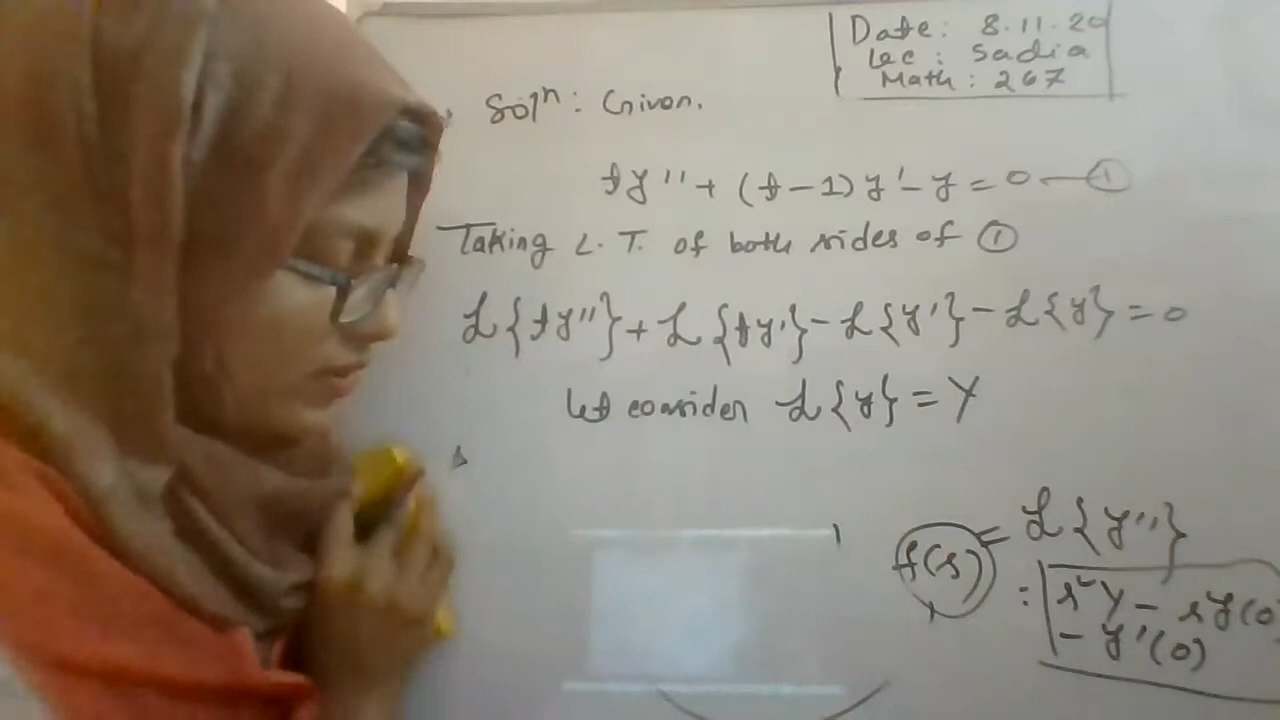 Date: 8.11.20
Lec: Sadia
Math: 267
Solⁿ: Given.
ty'' + (t-1)y' - y = 0 — ①
Taking L.T. of both sides of ①
ℒ{ty''} + ℒ{ty'} - ℒ{y'} - ℒ{y} = 0
let consider ℒ{y} = Y
f(s) = ℒ{y''}
: s²Y - sy(0)
- y'(0)